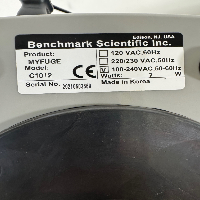 Edison, NJ, USA
Benchmark Scientific Inc.
Product: 120 VAC 60Hz
MYFUGE 220/230 VAC 50Hz
Model: 100-240VAC 50-60Hz
C1012 Watts: 7 W
Serial No. Made in Korea